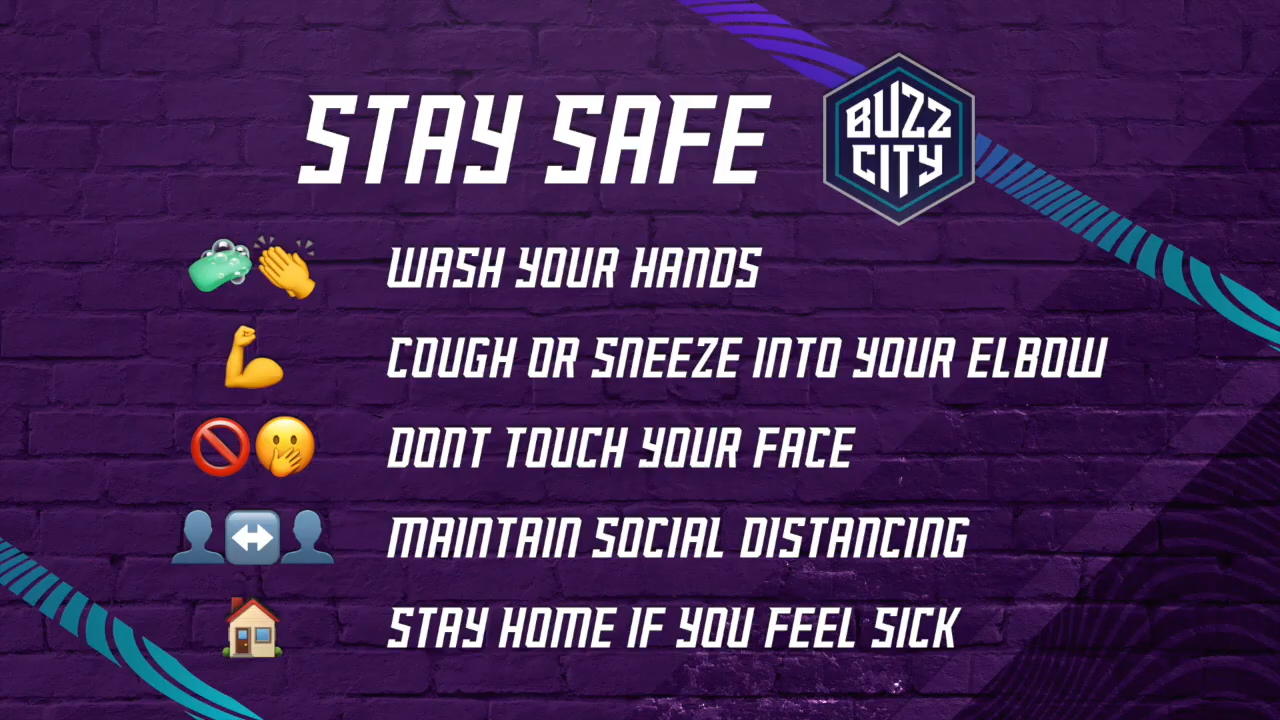 STAY SAFE
BUZZ
CITY
WASH YOUR HANDS
COUGH OR SNEEZE INTO YOUR ELBOW
DONT TOUCH YOUR FACE
MAINTAIN SOCIAL DISTANCING
STAY HOME IF YOU FEEL SICK